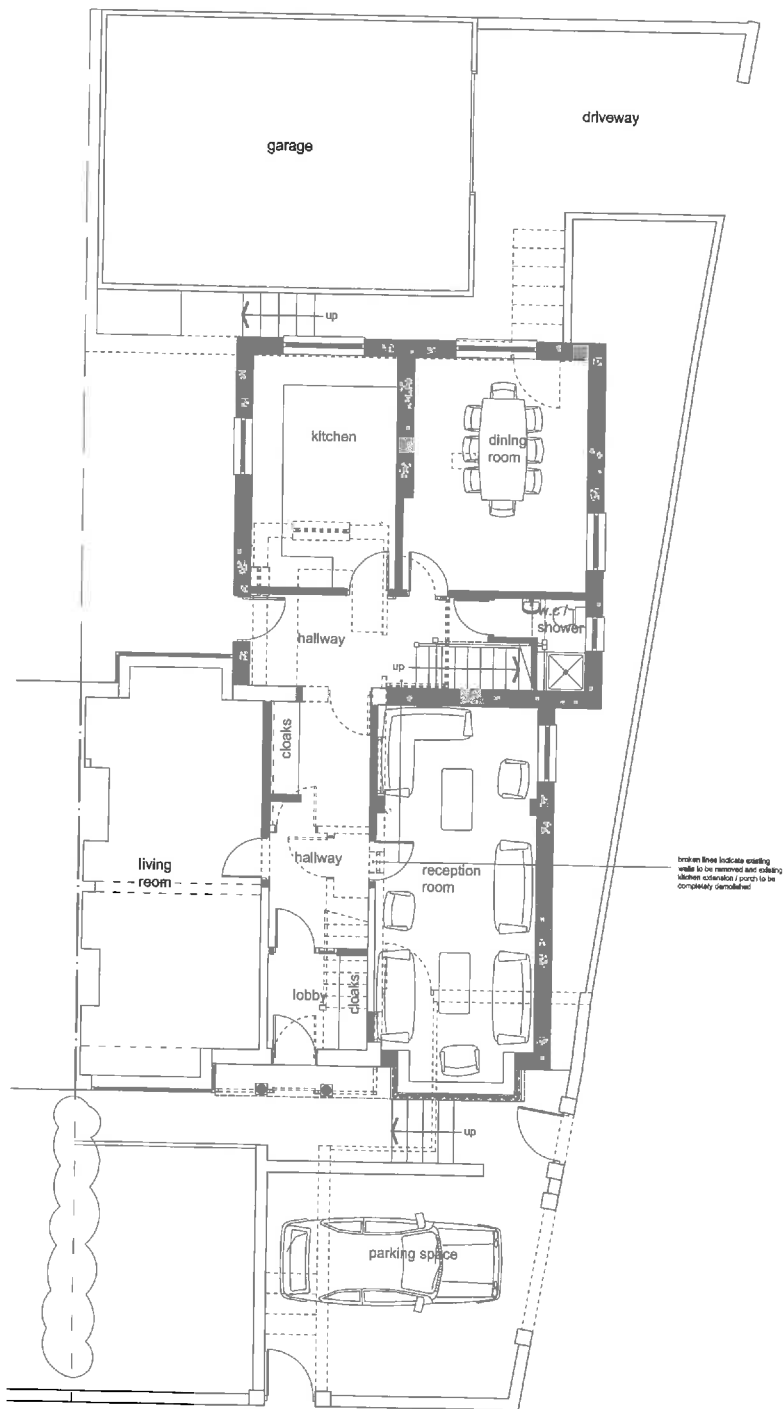 driveway
garage
up
kitchen
dining
room
w.c /
shower
hallway
up
cloaks
living
room
hallway
reception
room
broken lines indicate existing
walls to be removed and existing
kitchen extension / porch to be
completely demolished
lobby
cloaks
up
parking space